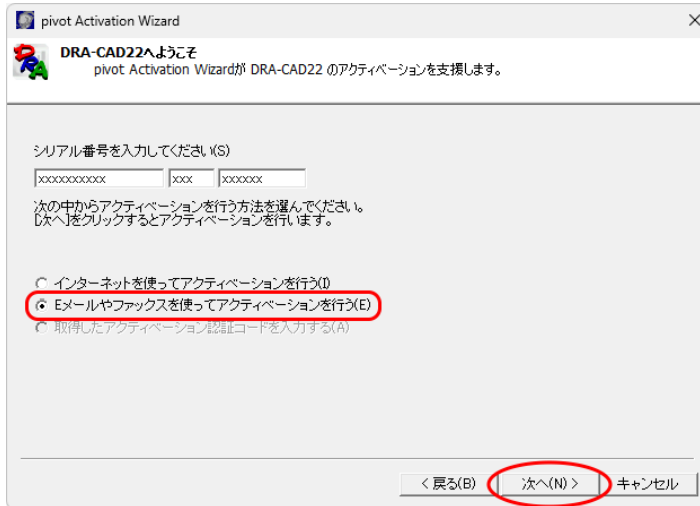 pivot Activation Wizard
DRA-CAD22へようこそ
pivot Activation Wizardが DRA-CAD22 のアクティベーションを支援します。
シリアル番号を入力してください(S)
xxxxxxxxxx xxx xxxxxx
次の中からアクティベーションを行う方法を選んでください。
[次へ]をクリックするとアクティベーションを行います。
インターネットを使ってアクティベーションを行う(I)
Eメールやファックスを使ってアクティベーションを行う(E)
取得したアクティベーション認証コードを入力する(A)
< 戻る(B) 次へ(N) > キャンセル